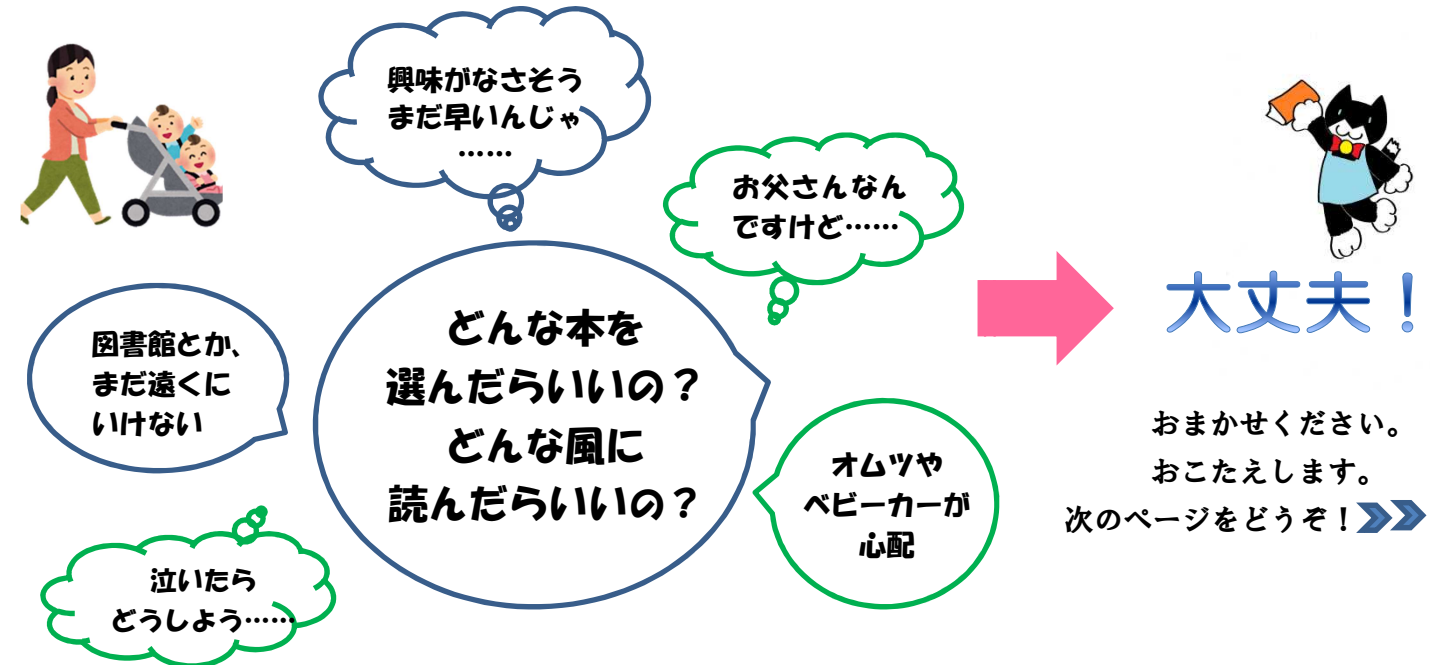 興味がなさそう
まだ早いんじゃ
……
お父さんなん
ですけど……
図書館とか、
まだ遠くに
いけない
どんな本を
選んだらいいの？
どんな風に
読んだらいいの？
オムツや
ベビーカーが
心配
泣いたら
どうしよう……
大丈夫！
おまかせください。
おこたえします。
次のページをどうぞ！